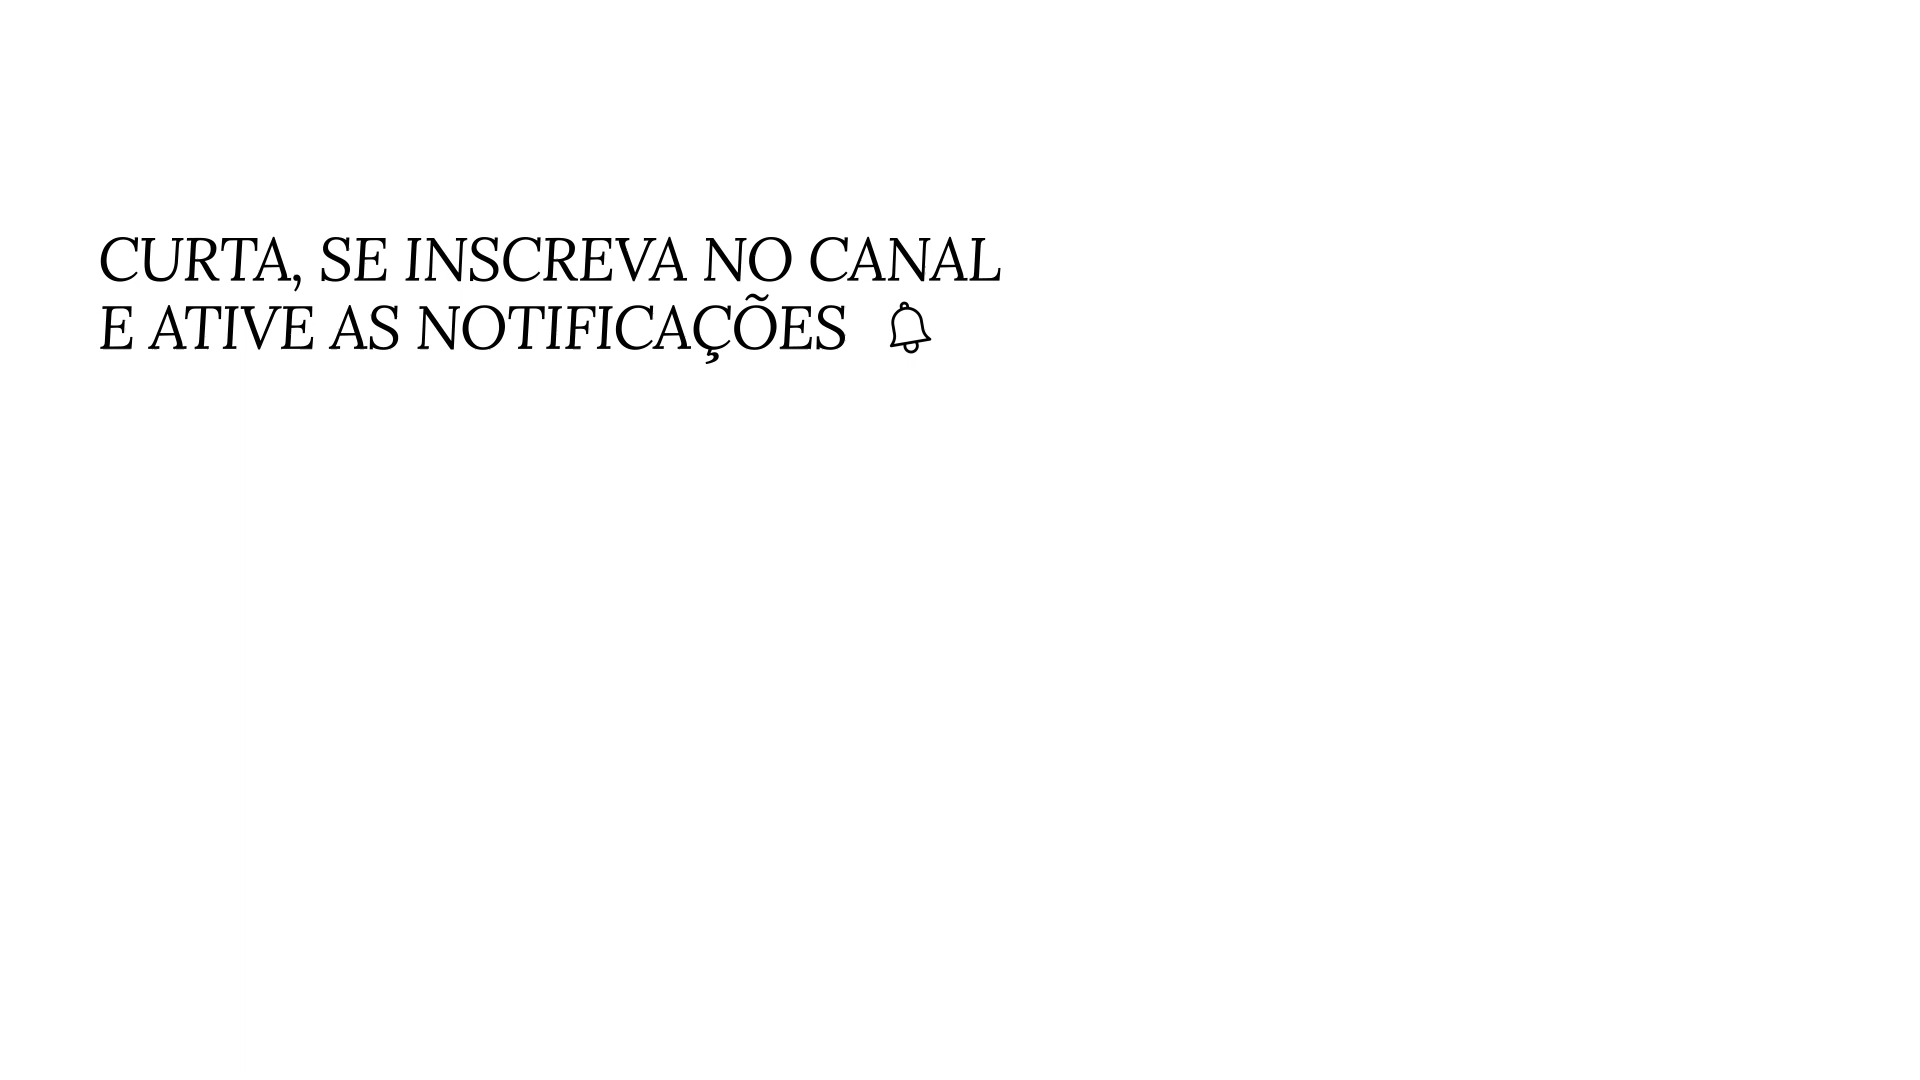 CURTA, SE INSCREVA NO CANAL
E ATIVE AS NOTIFICAÇÕES